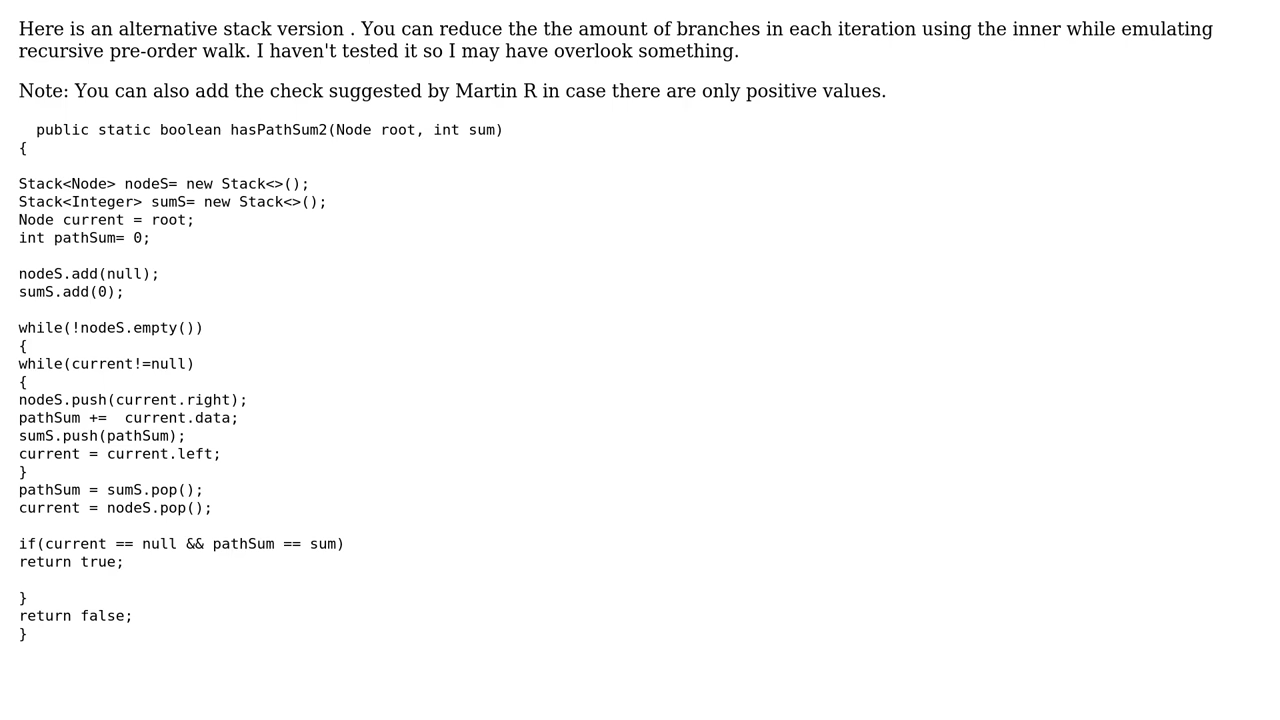 Here is an alternative stack version . You can reduce the the amount of branches in each iteration using the inner while emulating
recursive pre-order walk. I haven't tested it so I may have overlook something.
Note: You can also add the check suggested by Martin R in case there are only positive values.
public static boolean hasPathSum2(Node root, int sum)
{
Stack<Node> nodeS= new Stack<>();
Stack<Integer> sumS= new Stack<>();
Node current = root;
int pathSum= 0;
nodeS.add(null);
sumS.add(0);
while(!nodeS.empty())
{
while(current!=null)
{
nodeS.push(current.right);
pathSum +=  current.data;
sumS.push(pathSum);
current = current.left;
}
pathSum = sumS.pop();
current = nodeS.pop();
if(current == null && pathSum == sum)
return true;
}
return false;
}